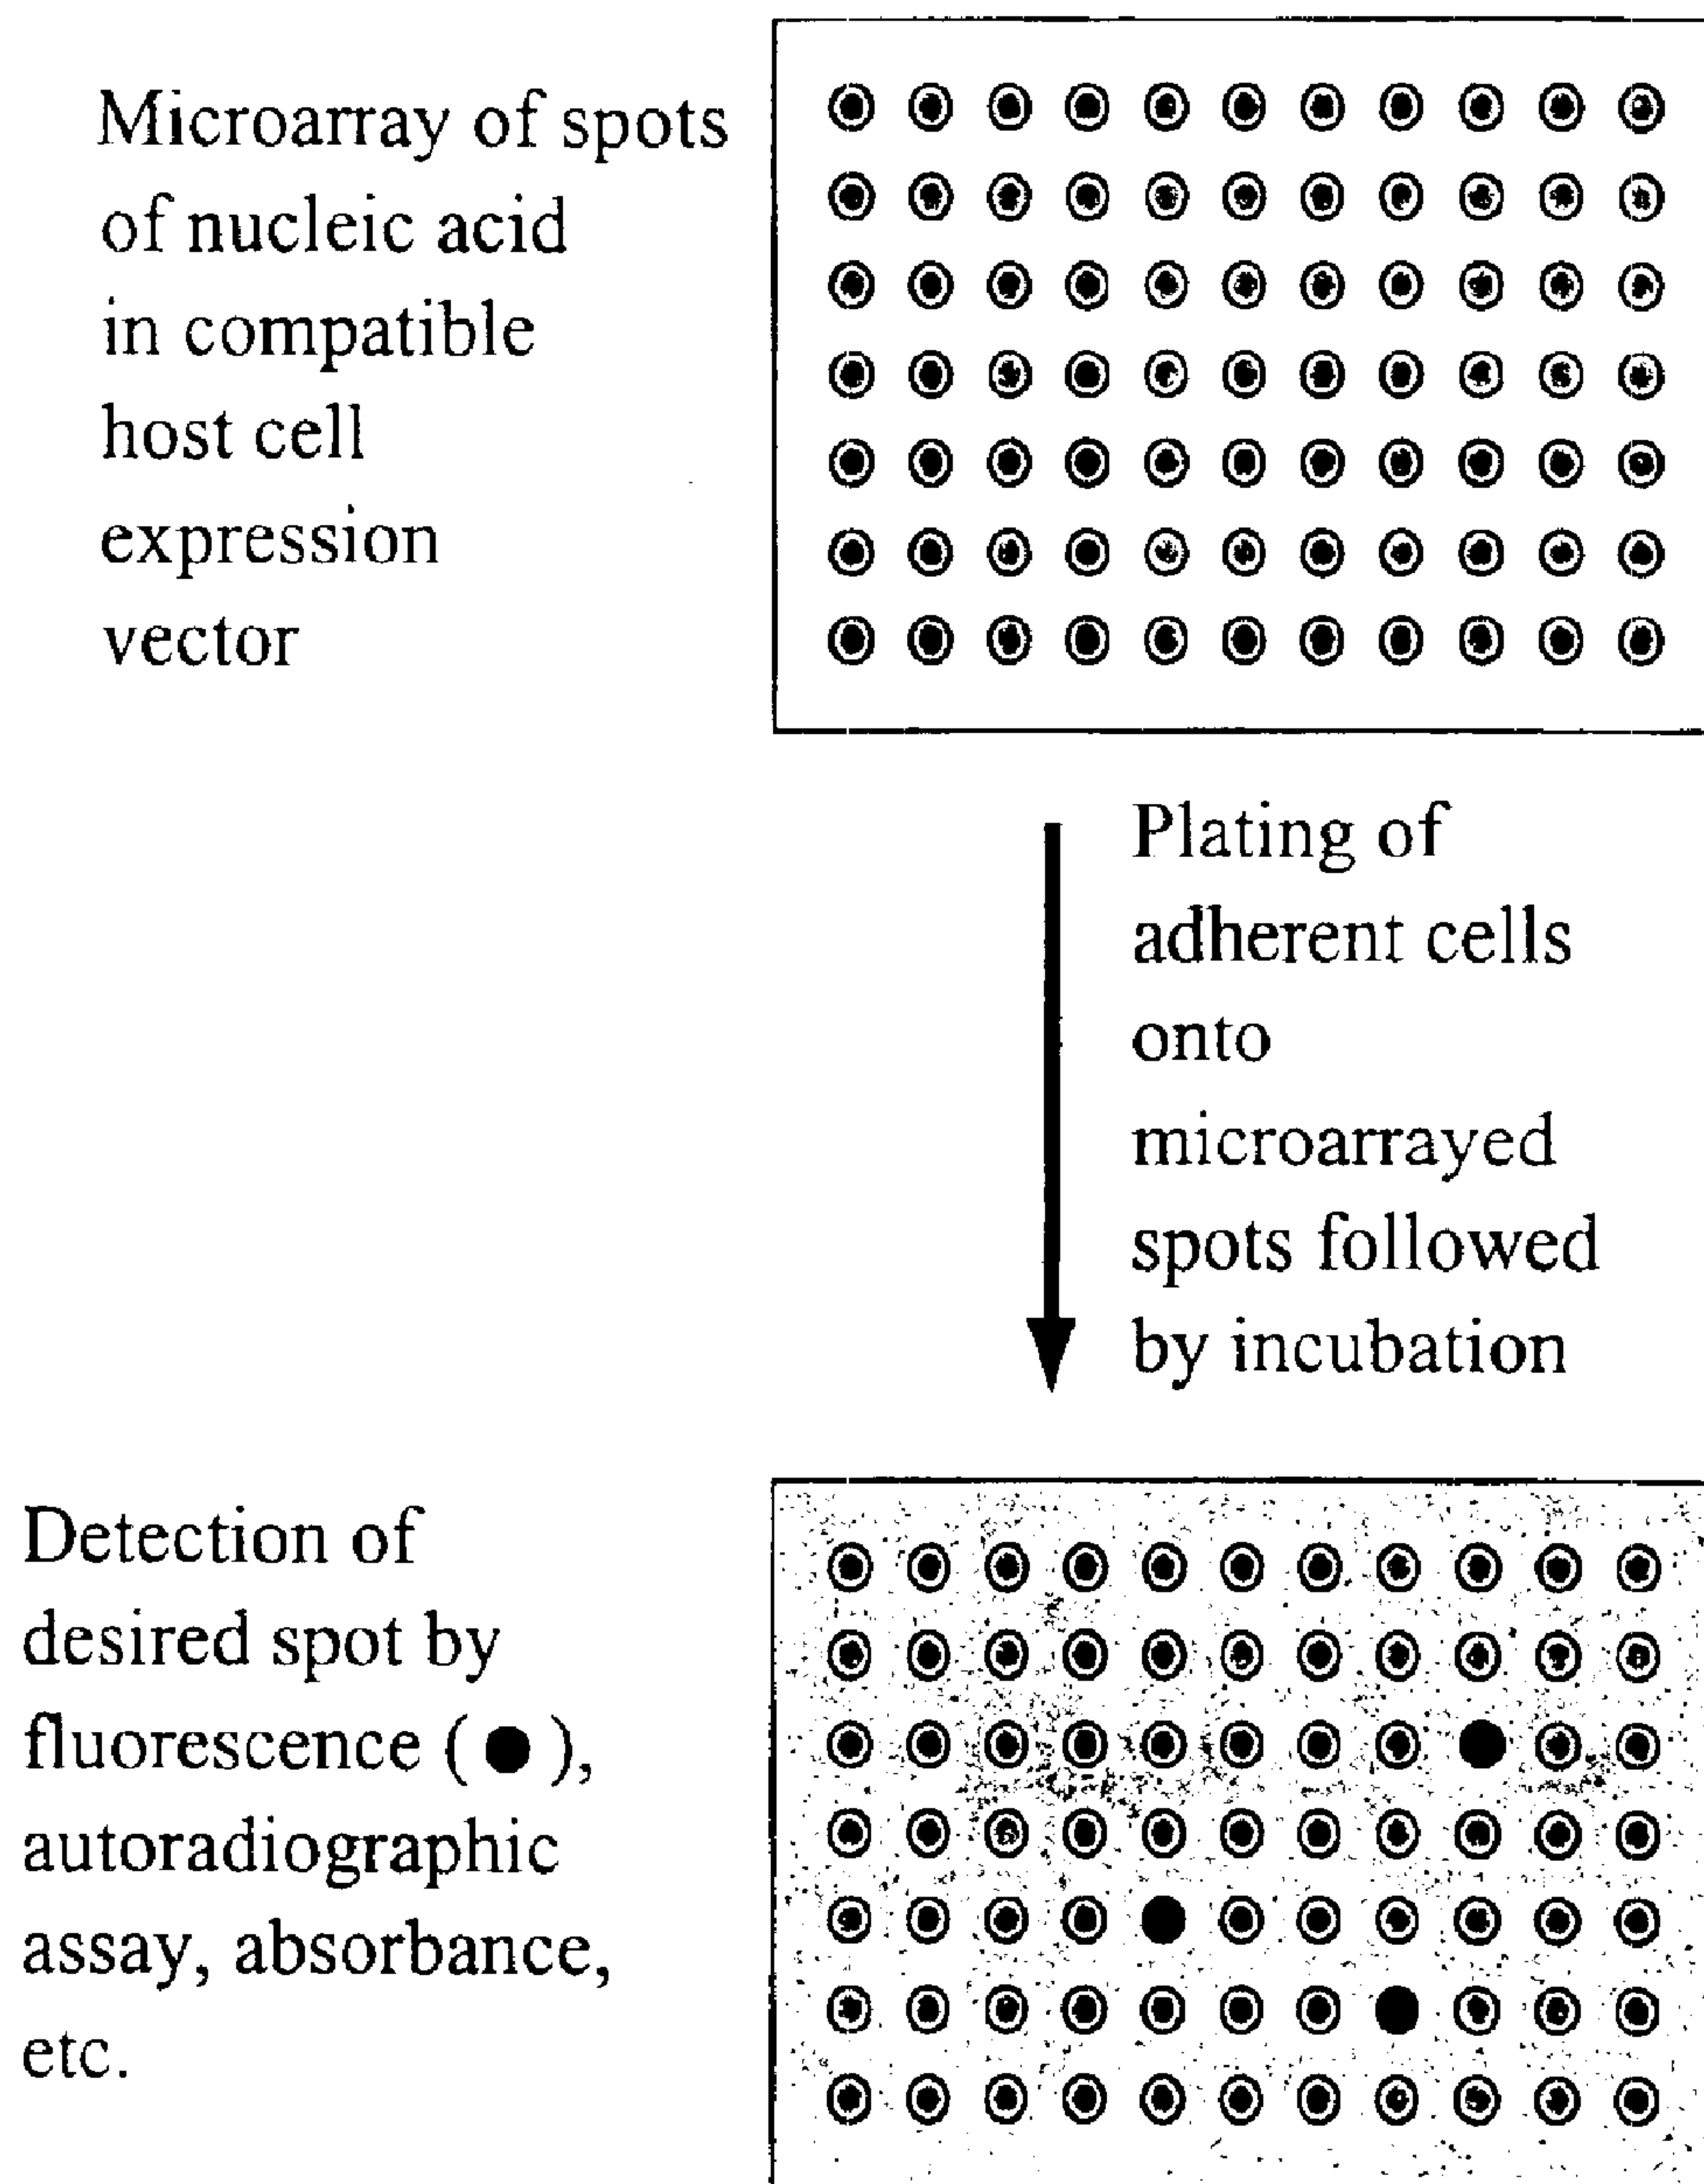 Microarray of spots
of nucleic acid
in compatible
host cell
expression
vector
Plating of
adherent cells
onto
microarrayed
spots followed
by incubation
Detection of
desired spot by
fluorescence ( ● ),
autoradiographic
assay, absorbance,
etc.